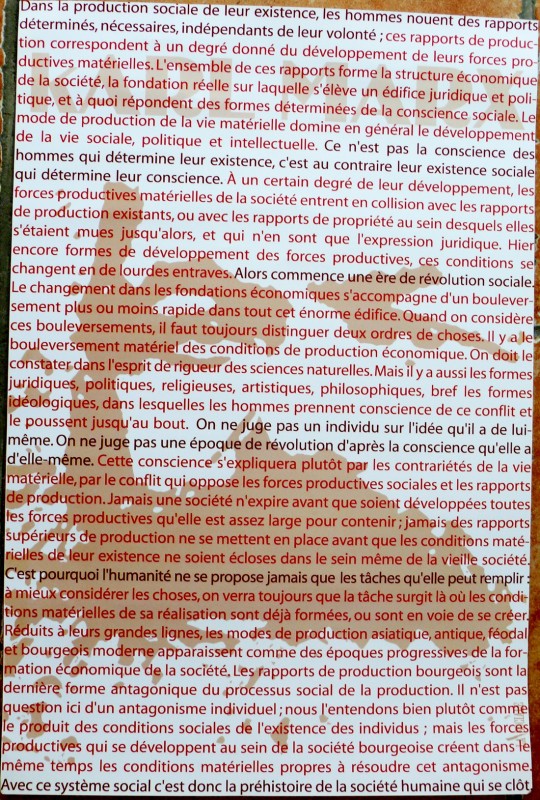 Dans la production sociale de leur existence, les hommes nouent des rapports
déterminés, nécessaires, indépendants de leur volonté ; ces rapports de produc-
tion correspondent à un degré donné du développement de leurs forces pro-
ductives matérielles. L'ensemble de ces rapports forme la structure économique
de la société, la fondation réelle sur laquelle s'élève un édifice juridique et poli-
tique, et à quoi répondent des formes déterminées de la conscience sociale. Le
mode de production de la vie matérielle domine en général le développement
de la vie sociale, politique et intellectuelle. Ce n'est pas la conscience des
hommes qui détermine leur existence, c'est au contraire leur existence sociale
qui détermine leur conscience. À un certain degré de leur développement, les
forces productives matérielles de la société entrent en collision avec les rapports
de production existants, ou avec les rapports de propriété au sein desquels elles
s'étaient mues jusqu'alors, et qui n'en sont que l'expression juridique. Hier
encore formes de développement des forces productives, ces conditions se
changent en de lourdes entraves. Alors commence une ère de révolution sociale.
Le changement dans les fondations économiques s'accompagne d'un boulever-
sement plus ou moins rapide dans tout cet énorme édifice. Quand on considère
ces bouleversements, il faut toujours distinguer deux ordres de choses. Il y a le
bouleversement matériel des conditions de production économique. On doit le
constater dans l'esprit de rigueur des sciences naturelles. Mais il y a aussi les formes
juridiques, politiques, religieuses, artistiques, philosophiques, bref les formes
idéologiques, dans lesquelles les hommes prennent conscience de ce conflit et
le poussent jusqu'au bout. On ne juge pas un individu sur l'idée qu'il a de lui-
même. On ne juge pas une époque de révolution d'après la conscience qu'elle a
d'elle-même. Cette conscience s'expliquera plutôt par les contrariétés de la vie
matérielle, par le conflit qui oppose les forces productives sociales et les rapports
de production. Jamais une société n'expire avant que soient développées toutes
les forces productives qu'elle est assez large pour contenir ; jamais des rapports
supérieurs de production ne se mettent en place avant que les conditions maté-
rielles de leur existence ne soient écloses dans le sein même de la vieille société.
C'est pourquoi l'humanité ne se propose jamais que les tâches qu'elle peut remplir :
à mieux considérer les choses, on verra toujours que la tâche surgit là où les condi-
tions matérielles de sa réalisation sont déjà formées, ou sont en voie de se créer.
Réduits à leurs grandes lignes, les modes de production asiatique, antique, féodal
et bourgeois moderne apparaissent comme des époques progressives de la for-
mation économique de la société. Les rapports de production bourgeois sont la
dernière forme antagonique du processus social de la production. Il n'est pas
question ici d'un antagonisme individuel ; nous l'entendons bien plutôt comme
le produit des conditions sociales de l'existence des individus ; mais les forces
productives qui se développent au sein de la société bourgeoise créent dans le
même temps les conditions matérielles propres à résoudre cet antagonisme.
Avec ce système social c'est donc la préhistoire de la société humaine qui se clôt.
KARL MARX